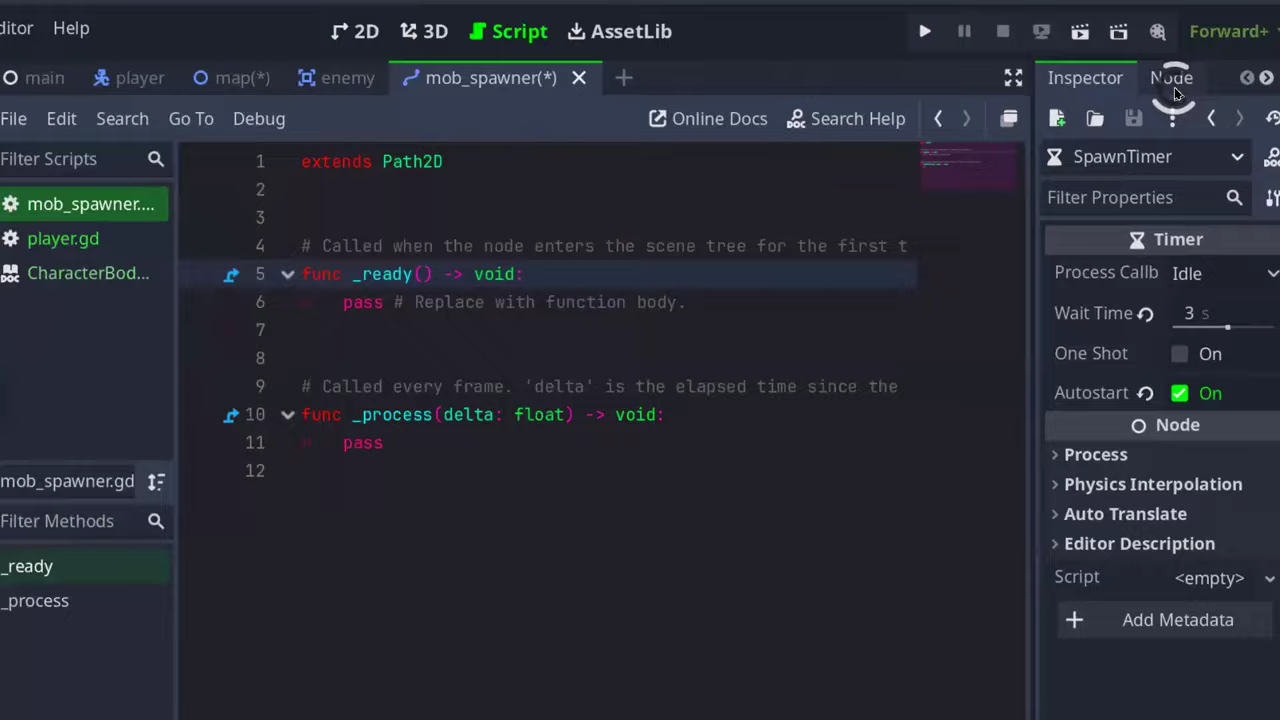 ditor Help 2D 3D Script AssetLib Forward+
main player map(*) enemy mob_spawner(*)
File Edit Search Go To Debug Online Docs Search Help
Filter Scripts
mob_spawner....
player.gd
CharacterBod...
mob_spawner.gd
Filter Methods
_ready
_process
1 extends Path2D
2
3
4 # Called when the node enters the scene tree for the first t
5 func _ready() -> void:
6 pass # Replace with function body.
7
8
9 # Called every frame. 'delta' is the elapsed time since the
10 func _process(delta: float) -> void:
11 pass
12
Inspector Node
SpawnTimer
Filter Properties
Timer
Process Callb Idle
Wait Time 3 s
One Shot On
Autostart On
Node
Process
Physics Interpolation
Auto Translate
Editor Description
Script <empty>
Add Metadata